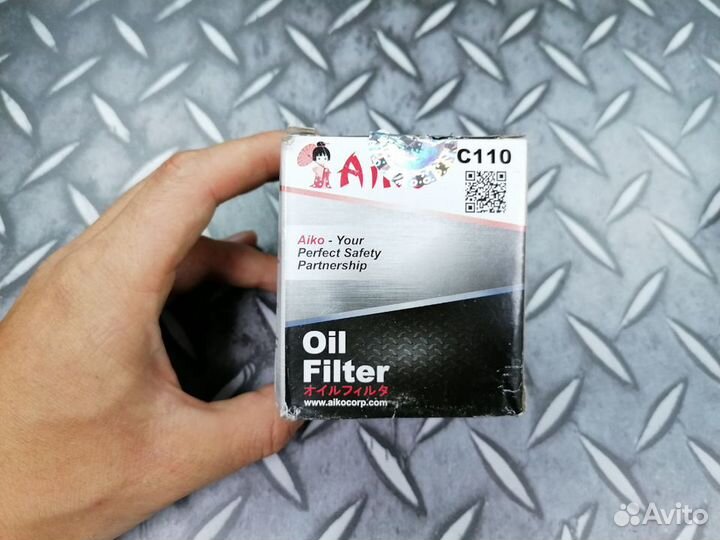 C110
Aiko - Your
Perfect Safety
Partnership
Oil
Filter
オイルフィルタ
www.aikocorp.com
Avito